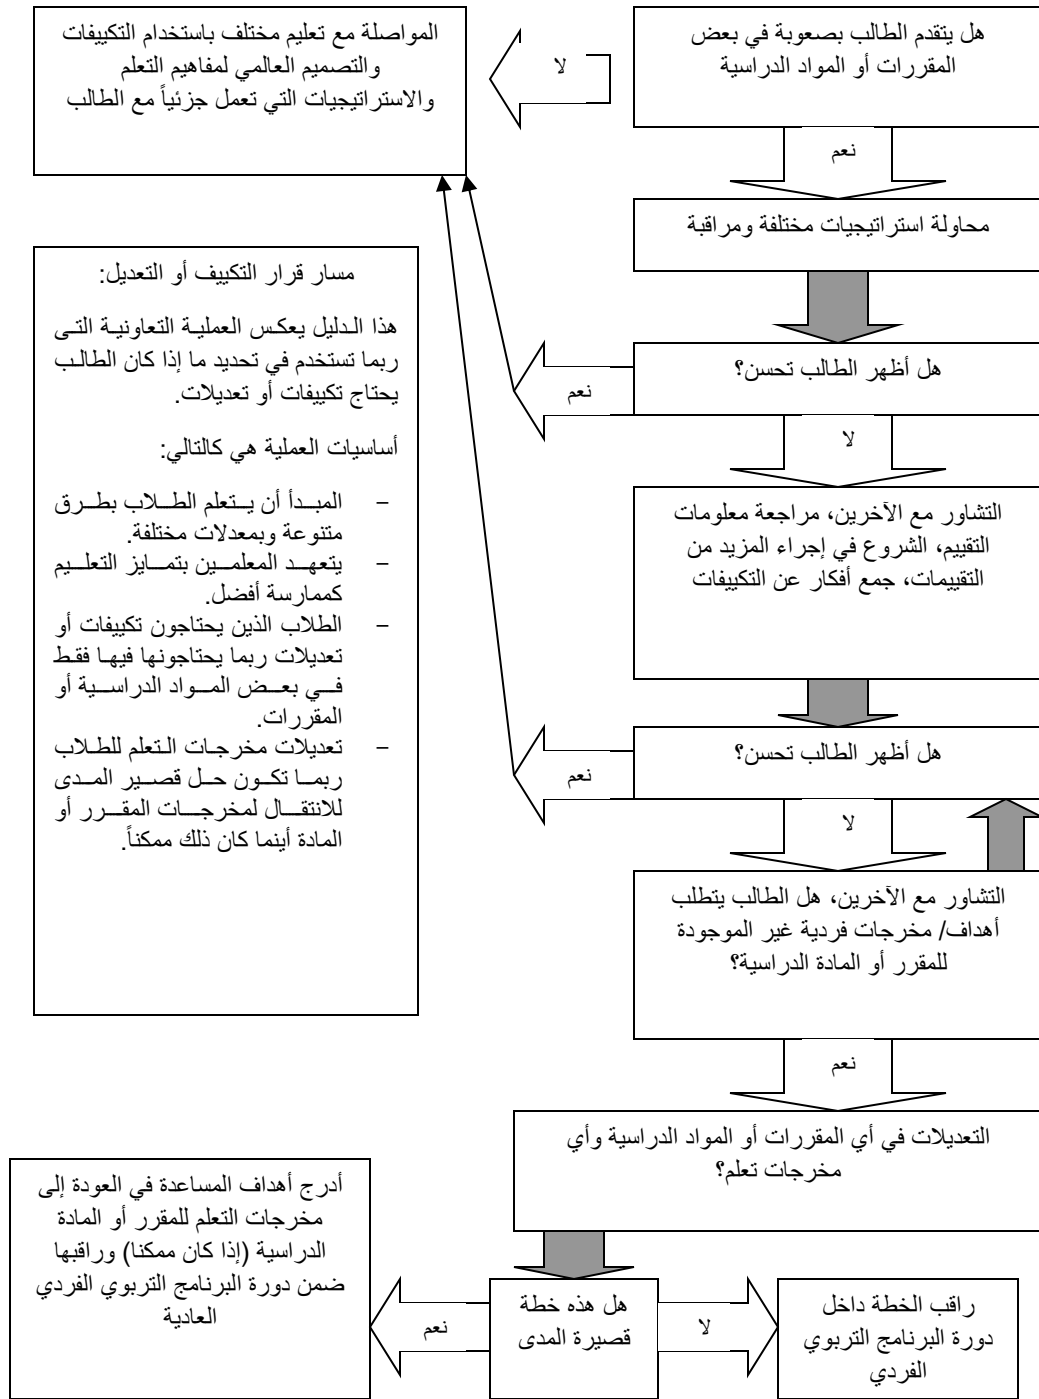 هل يتقدم الطالب بصعوبة في بعض
المقررات أو المواد الدراسية
لا
المواصلة مع تعليم مختلف باستخدام التكييفات
والتصميم العالمي لمفاهيم التعلم
والاستراتيجيات التي تعمل جزئياً مع الطالب
نعم
محاولة استراتيجيات مختلفة ومراقبة
هل أظهر الطالب تحسن؟
نعم
لا
التشاور مع الآخرين، مراجعة معلومات
التقييم، الشروع في إجراء المزيد من
التقييمات، جمع أفكار عن التكييفات
هل أظهر الطالب تحسن؟
نعم
لا
التشاور مع الآخرين، هل الطالب يتطلب
أهداف/ مخرجات فردية غير الموجودة
للمقرر أو المادة الدراسية؟
نعم
التعديلات في أي المقررات أو المواد الدراسية وأي
مخرجات تعلم؟
هل هذه خطة
قصيرة المدى
لا
راقب الخطة داخل
دورة البرنامج التربوي
الفردي
نعم
أدرج أهداف المساعدة في العودة إلى
مخرجات التعلم للمقرر أو المادة
الدراسية (إذا كان ممكنا) وراقبها
ضمن دورة البرنامج التربوي الفردي
العادية
مسار قرار التكييف أو التعديل:
هذا الدليل يعكس العملية التعاونية التى
ربما تستخدم في تحديد ما إذا كان الطالب
يحتاج تكييفات أو تعديلات.
أساسيات العملية هي كالتالي:
- المبدأ أن يتعلم الطلاب بطرق
متنوعة وبمعدلات مختلفة.
- يتعهد المعلمين بتمايز التعليم
كممارسة أفضل.
- الطلاب الذين يحتاجون تكييفات أو
تعديلات ربما يحتاجونها فيها فقط
في بعض المواد الدراسية أو
المقررات.
- تعديلات مخرجات التعلم للطلاب
ربما تكون حل قصير المدى
للانتقال لمخرجات المقرر أو
المادة أينما كان ذلك ممكناً.